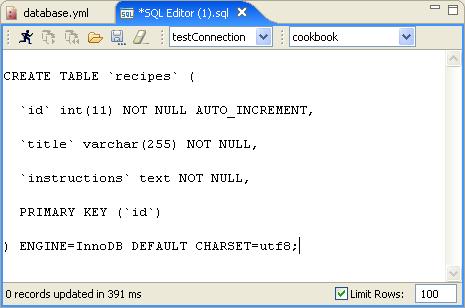 database.yml
*SQL Editor (1).sql
testConnection
cookbook
CREATE TABLE `recipes` (
`id` int(11) NOT NULL AUTO_INCREMENT,
`title` varchar(255) NOT NULL,
`instructions` text NOT NULL,
PRIMARY KEY (`id`)
) ENGINE=InnoDB DEFAULT CHARSET=utf8;
0 records updated in 391 ms
Limit Rows: 100